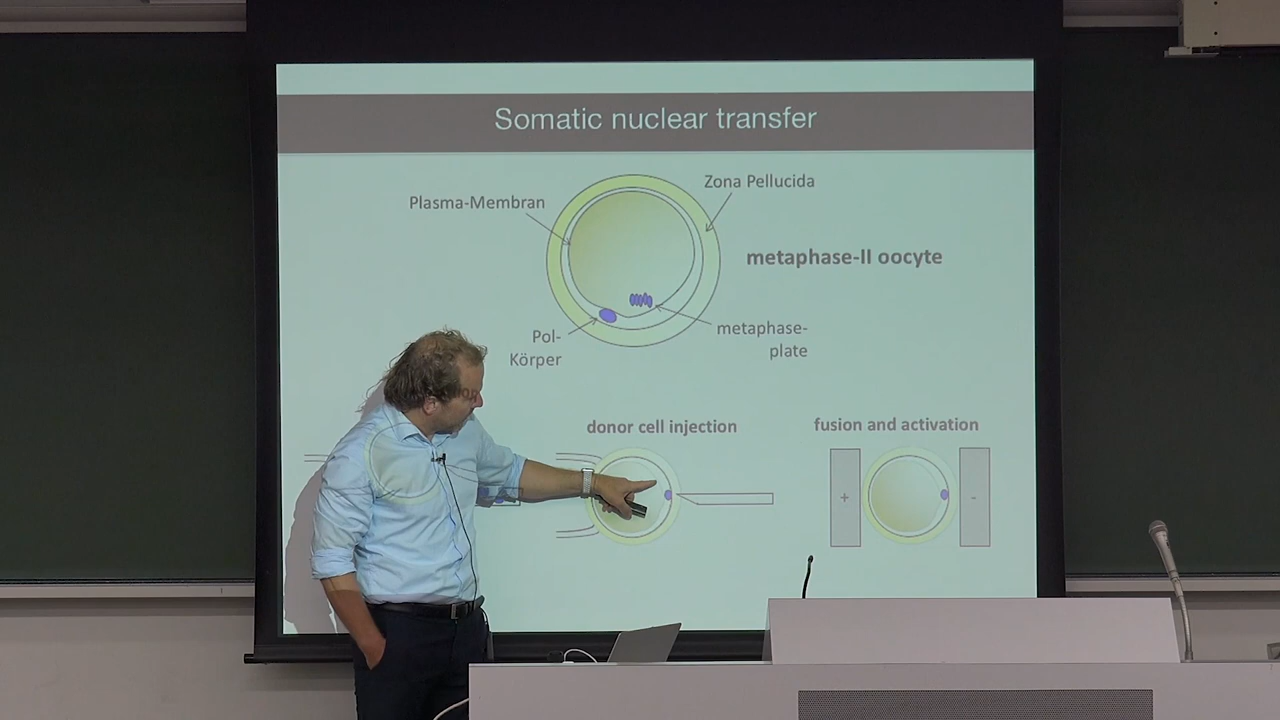 Somatic nuclear transfer
Zona Pellucida
Plasma-Membran
metaphase-II oocyte
metaphase-
plate
Pol-
Körper
donor cell injection
fusion and activation
+
-